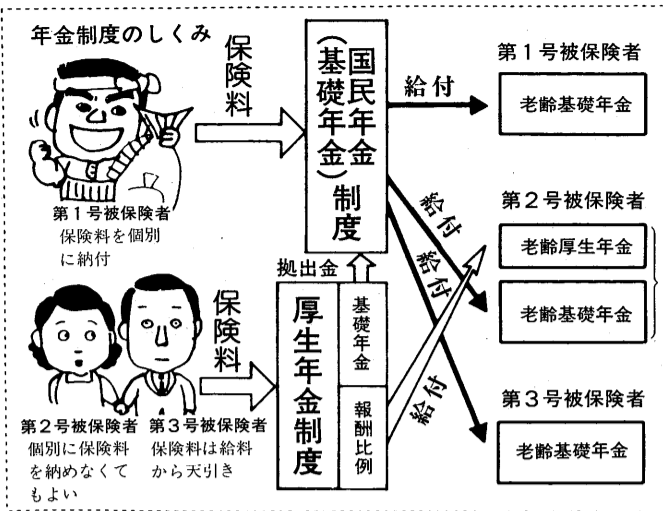 年金制度のしくみ
保険料
第1号被保険者
保険料を個別
に納付
国民年金
(基礎年金)
制度
給付
第1号被保険者
老齢基礎年金
第2号被保険者
老齢厚生年金
老齢基礎年金
給付
給付
給付
第3号被保険者
老齢基礎年金
拠出金
保険料
厚生年金制度
基礎年金
報酬比例
第2号被保険者
個別に保険料
を納めなくて
もよい
第3号被保険者
保険料は給料
から天引き